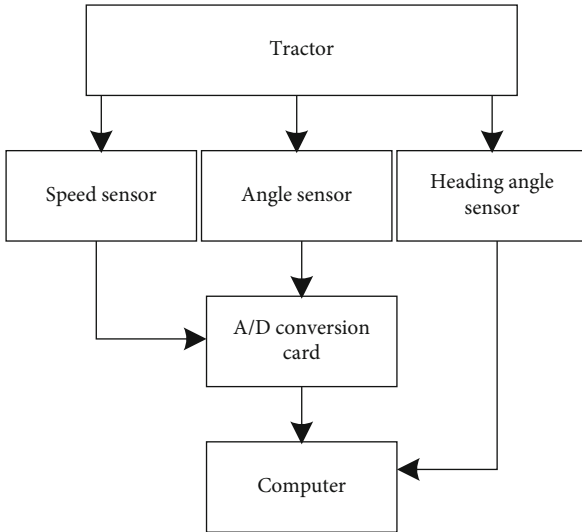 Tractor
Speed sensor
Angle sensor
Heading angle
sensor
A/D conversion
card
Computer